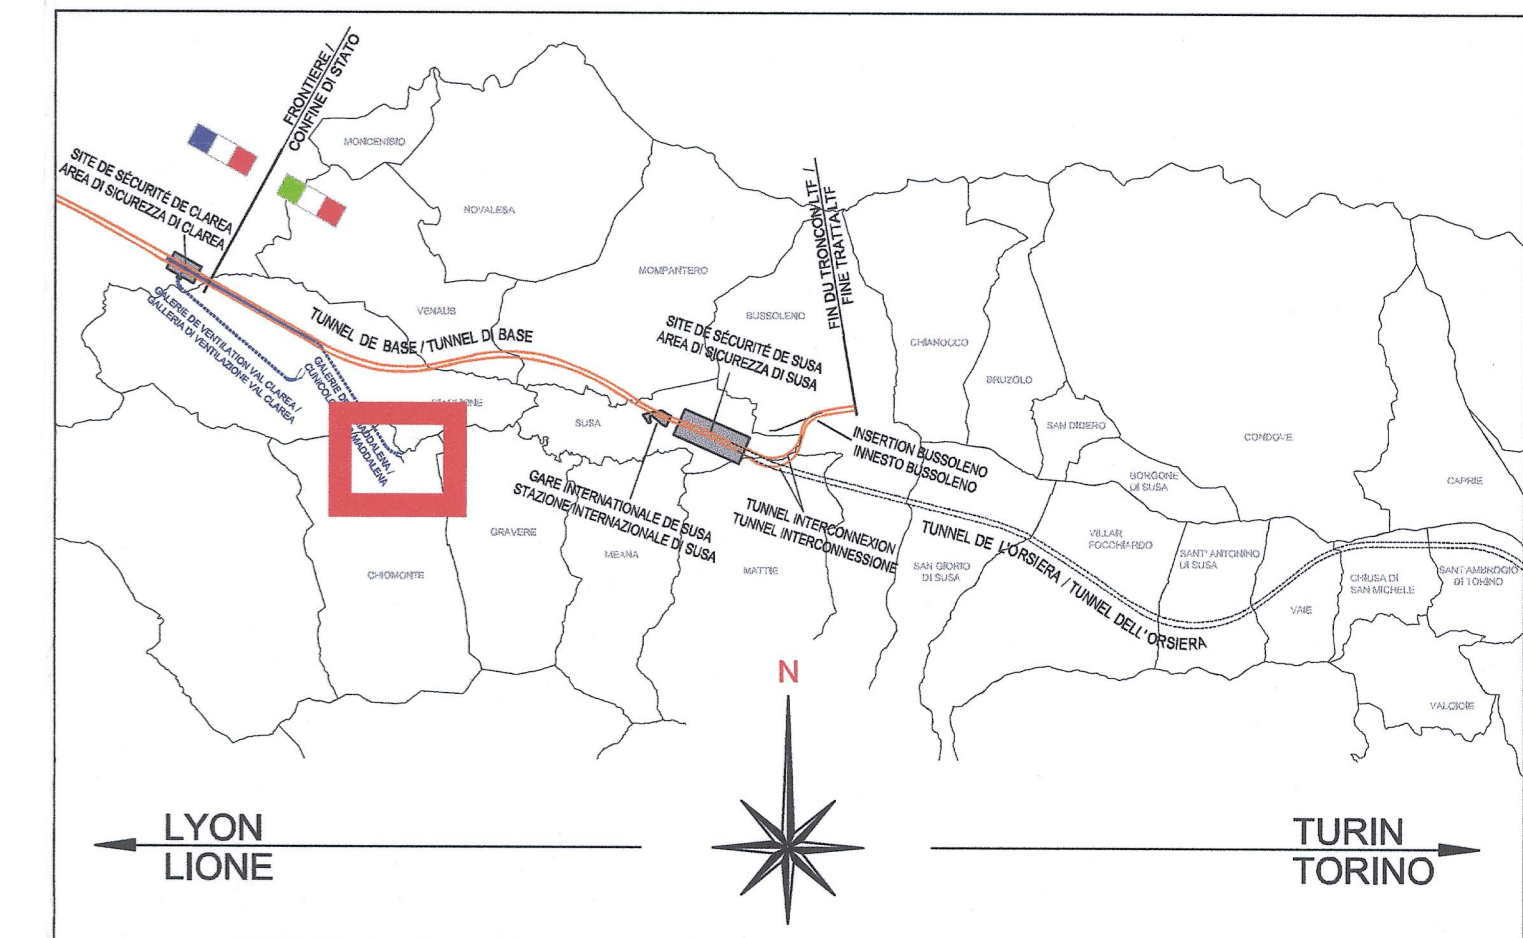 FRONTIERE /
CONFINE DI STATO
MONCENISIO
SITE DE SÉCURITÉ DE CLAREA
AREA DI SICUREZZA DI CLAREA
NOVALESA
FIN DU TRONCON LTF /
FINE TRATTA LTF
MOMPANTERO
VENAUS
BUSSOLENO
TUNNEL DE BASE/TUNNEL DI BASE
SITE DE SÉCURITÉ DE SUSA
AREA DI SICUREZZA DI SUSA
CHIANOCCO
BRUZOLO
GALERIE DE VENTILATION VAL CLAREA /
GALLERIA DI VENTILAZIONE VAL CLAREA
GALERIE DE
CUNICOLO
MADDALENA /
MADDALENA
SUSA
SAN DIDERO
CONDOVE
INSERTION BUSSOLENO
INNESTO BUSSOLENO
BORGONE
DI SUSA
CAPRIE
GARE INTERNATIONALE DE SUSA
STAZIONE INTERNAZIONALE DI SUSA
TUNNEL INTERCONNEXION
TUNNEL INTERCONNESSIONE
TUNNEL DE L'ORSIERA / TUNNEL DELL'ORSIERA
GRAVERE
MEANA
MATTIE
CHIOMONTE
SAN GIORIO
DI SUSA
VILLAR
FOCCHIARDO
SANT' ANTONINO
DI SUSA
VAIE
CHIUSA DI
SAN MICHELE
SANT'AMBROGIO
DI TORINO
VALGIOIE
N
LYON
LIONE
TURIN
TORINO